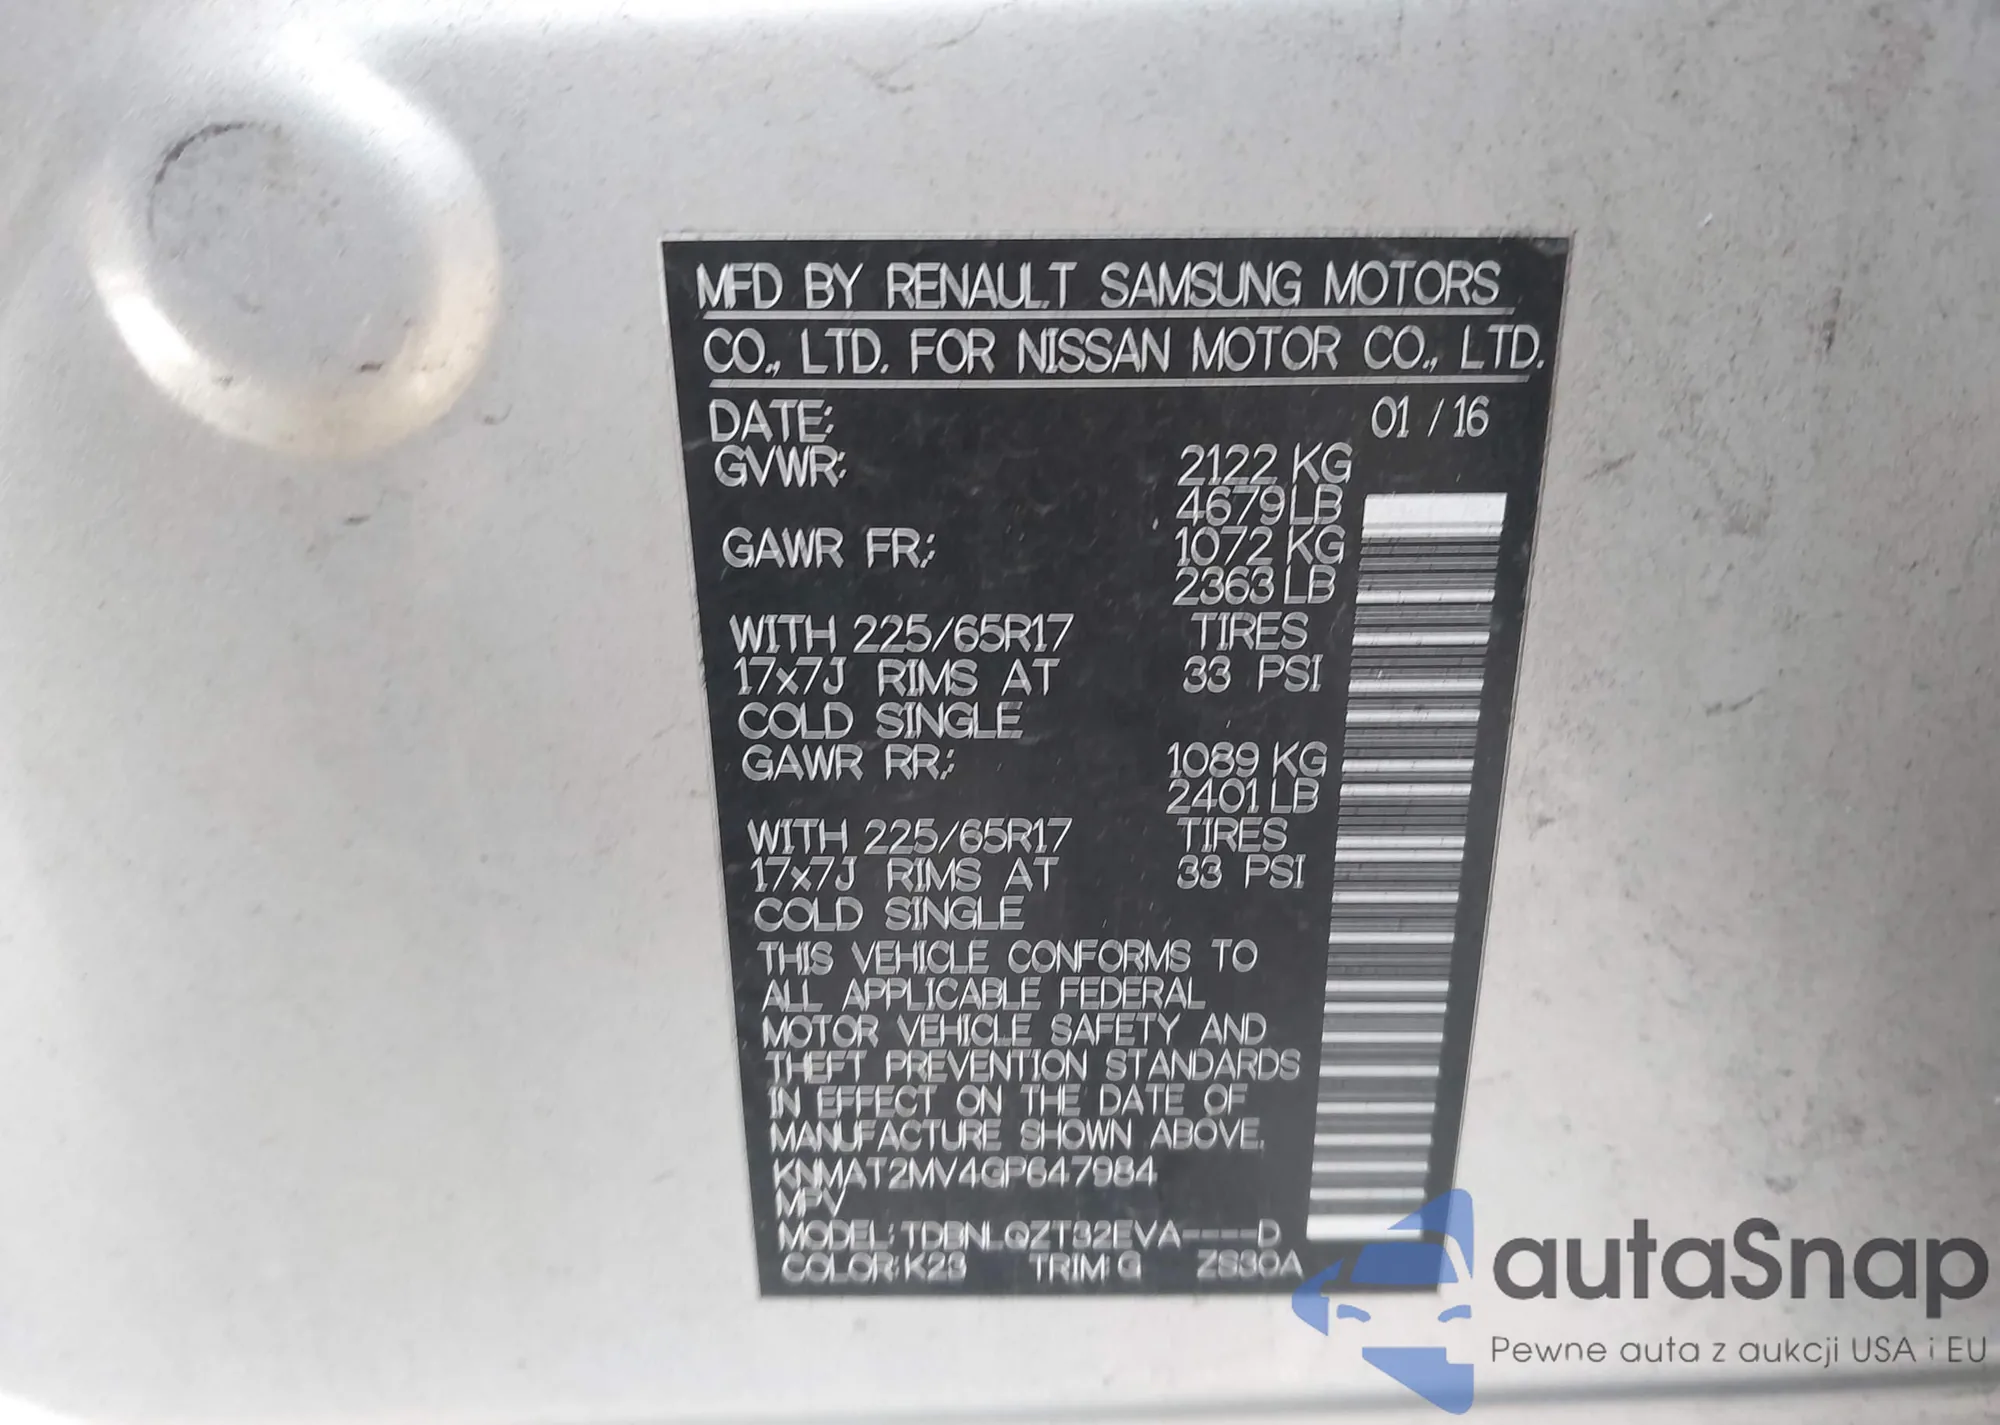 MFD BY RENAULT SAMSUNG MOTORS
CO., LTD. FOR NISSAN MOTOR CO., LTD.
DATE: 01 / 16
GVWR: 2122 KG
4679 LB
GAWR FR.: 1072 KG
2363 LB
WITH 225/65R17 TIRES
17x7J RIMS AT 33 PSI
COLD SINGLE
GAWR RR.: 1089 KG
2401 LB
WITH 225/65R17 TIRES
17x7J RIMS AT 33 PSI
COLD SINGLE
THIS VEHICLE CONFORMS TO
ALL APPLICABLE FEDERAL
MOTOR VEHICLE SAFETY AND
THEFT PREVENTION STANDARDS
IN EFFECT ON THE DATE OF
MANUFACTURE SHOWN ABOVE.
KNMAT2MV4GP647984
MPV
MODEL: TDBNLQZT32EVA----D
COLOR: K23 TRIM: G ZS30A
autaSnap
Pewne auta z aukcji USA i EU